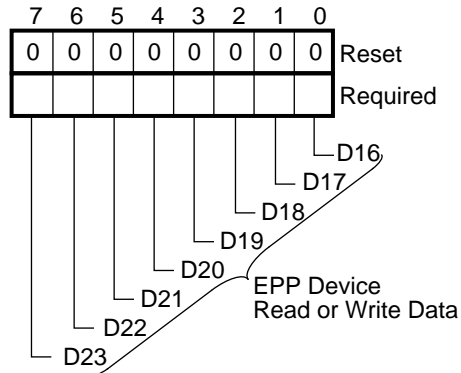 7 6 5 4 3 2 1 0
0 0 0 0 0 0 0 0 Reset
Required
D16
D17
D18
D19
D20
D21
D22
D23
EPP Device
Read or Write Data